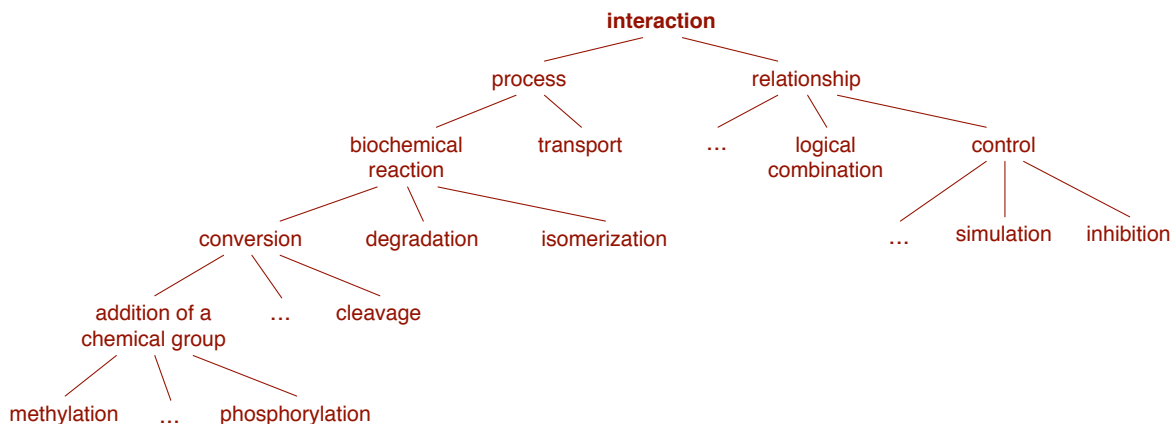 interaction
process
relationship
biochemical
reaction
transport
...
logical
combination
control
conversion
degradation
isomerization
...
simulation
inhibition
addition of a
chemical group
...
cleavage
methylation
...
phosphorylation